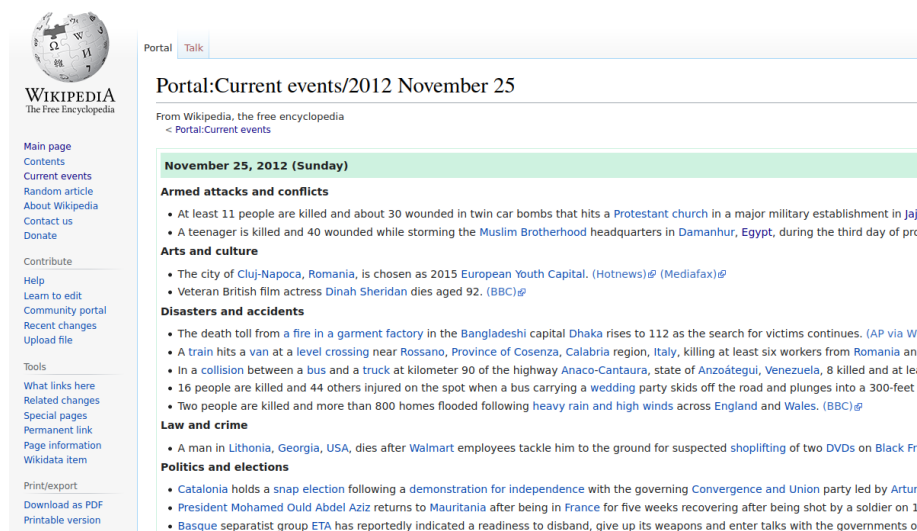 WIKIPEDIA
The Free Encyclopedia
Main page
Contents
Current events
Random article
About Wikipedia
Contact us
Donate
Contribute
Help
Learn to edit
Community portal
Recent changes
Upload file
Tools
What links here
Related changes
Special pages
Permanent link
Page information
Wikidata item
Print/export
Download as PDF
Printable version
Portal Talk
Portal:Current events/2012 November 25
From Wikipedia, the free encyclopedia
< Portal:Current events
November 25, 2012 (Sunday)
Armed attacks and conflicts
• At least 11 people are killed and about 30 wounded in twin car bombs that hits a Protestant church in a major military establishment in
• A teenager is killed and 40 wounded while storming the Muslim Brotherhood headquarters in Damanhur, Egypt, during the third day of
Arts and culture
• The city of Cluj-Napoca, Romania, is chosen as 2015 European Youth Capital. (Hotnews) (Mediafax)
• Veteran British film actress Dinah Sheridan dies aged 92. (BBC)
Disasters and accidents
• The death toll from a fire in a garment factory in the Bangladeshi capital Dhaka rises to 112 as the search for victims continues. (AP via
• A train hits a van at a level crossing near Rossano, Province of Cosenza, Calabria region, Italy, killing at least six workers from Romania
• In a collision between a bus and a truck at kilometer 90 of the highway Anaco-Cantaura, state of Anzoátegui, Venezuela, 8 killed and at
• 16 people are killed and 44 others injured on the spot when a bus carrying a wedding party skids off the road and plunges into a 300-feet
• Two people are killed and more than 800 homes flooded following heavy rain and high winds across England and Wales. (BBC)
Law and crime
• A man in Lithonia, Georgia, USA, dies after Walmart employees tackle him to the ground for suspected shoplifting of two DVDs on Black
Politics and elections
• Catalonia holds a snap election following a demonstration for independence with the governing Convergence and Union party led by
• President Mohamed Ould Abdel Aziz returns to Mauritania after being in France for five weeks recovering after being shot by a soldier on
• Basque separatist group ETA has reportedly indicated a readiness to disband, give up its weapons and enter talks with the governments